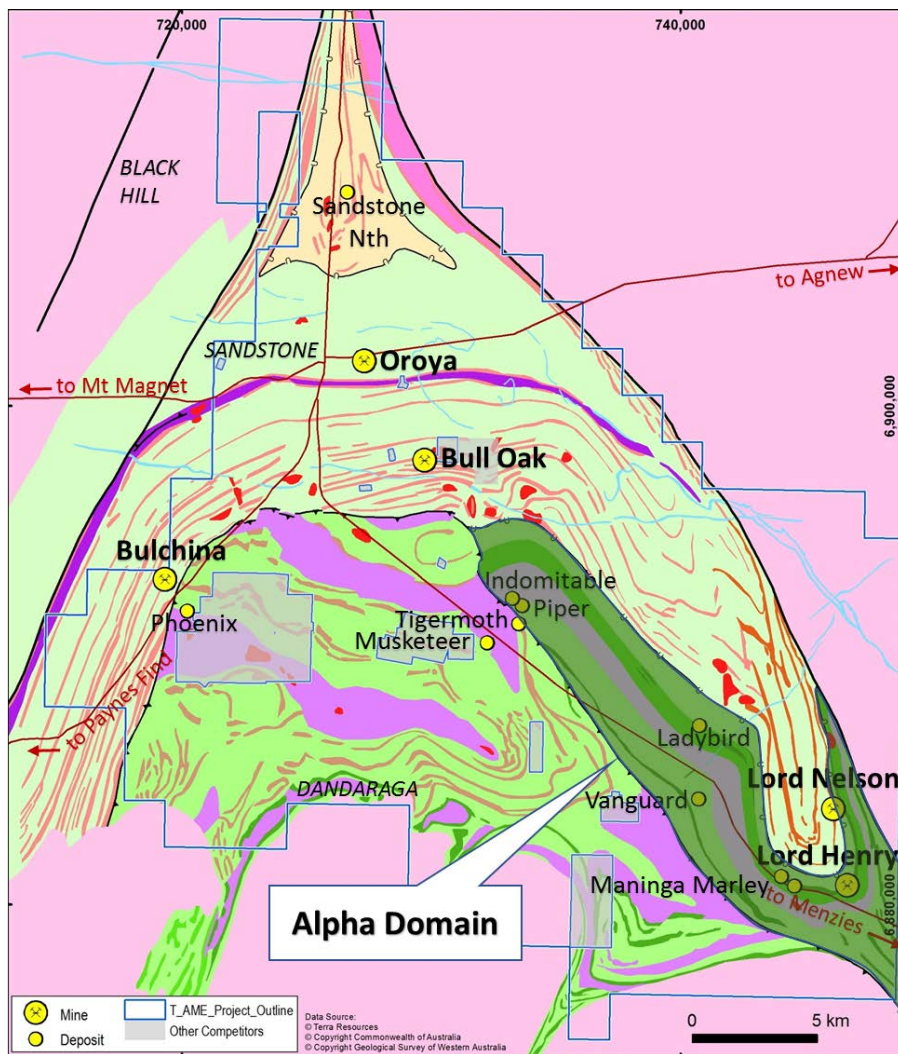 720,000
740,000
BLACK
HILL
Sandstone
Nth
to Agnew
SANDSTONE
Oroya
to Mt Magnet
6,900,000
Bull Oak
Bulchina
Indomitable
Piper
Phoenix
Tigermoth
Musketeer
to Paynes Find
Ladybird
DANDARAGA
Vanguard
Lord Nelson
Lord Henry
Maninga Marley
to Menzies
6,880,000
Alpha Domain
Mine
Deposit
T_AME_Project_Outline
Other Competitors
Data Source:
© Terra Resources
© Copyright Commonwealth of Australia
© Copyright Geological Survey of Western Australia
0 5 km